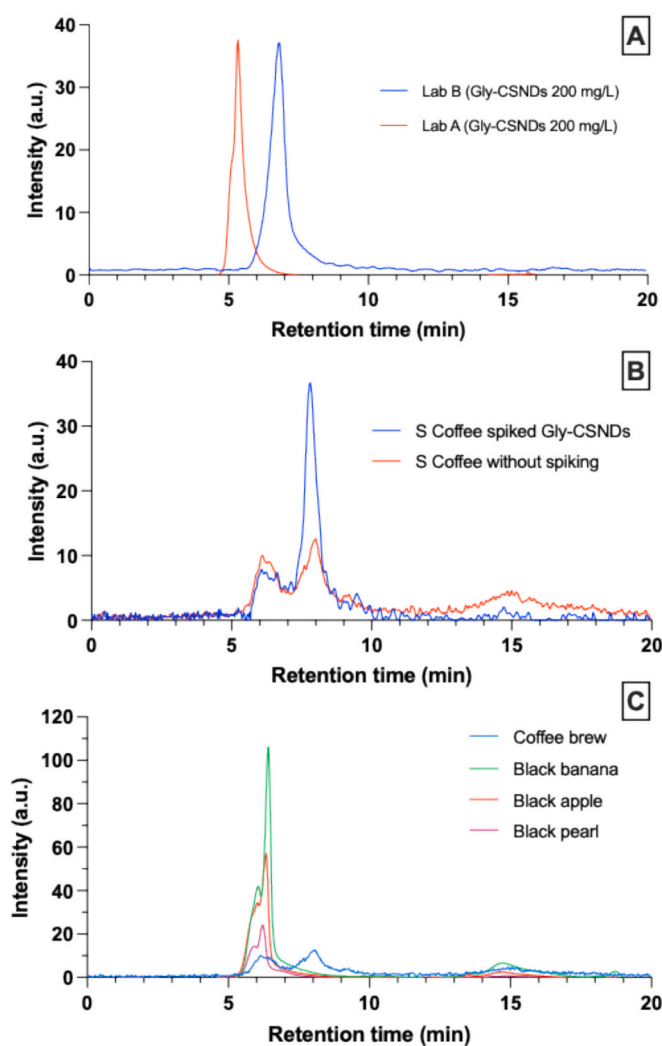 A
40
30
20
10
0
Intensity (a.u.)
Lab B (Gly-CSNDs 200 mg/L)
Lab A (Gly-CSNDs 200 mg/L)
0 5 10 15 20
Retention time (min)
B
40
30
20
10
0
Intensity (a.u.)
S Coffee spiked Gly-CSNDs
S Coffee without spiking
0 5 10 15 20
Retention time (min)
C
120
100
80
60
40
20
0
Intensity (a.u.)
Coffee brew
Black banana
Black apple
Black pearl
0 5 10 15 20
Retention time (min)